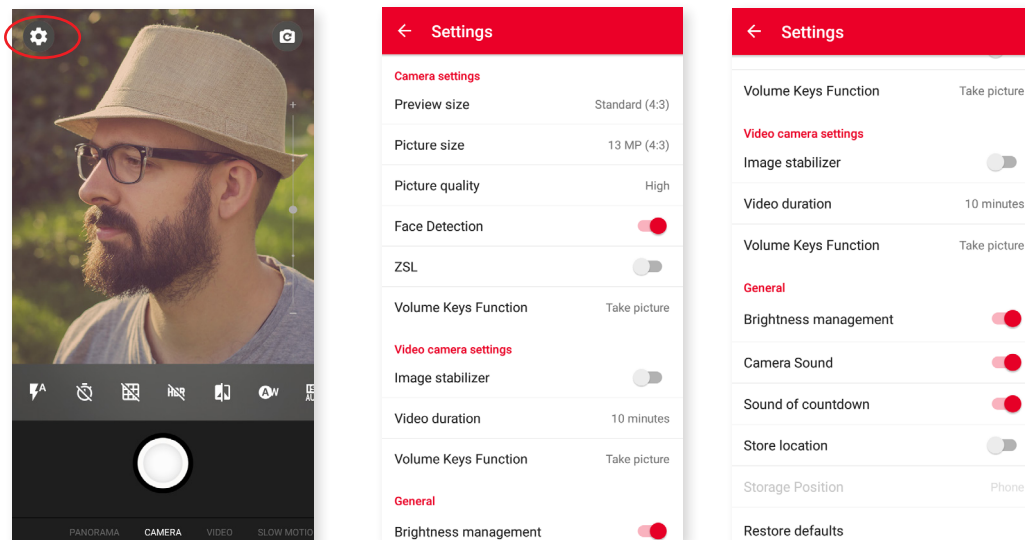 A
HDR
AW
PANORAMA CAMERA VIDEO SLOW MOTIO
Settings
Camera settings
Preview size Standard (4:3)
Picture size 13 MP (4:3)
Picture quality High
Face Detection
ZSL
Volume Keys Function Take picture
Video camera settings
Image stabilizer
Video duration 10 minutes
Volume Keys Function Take picture
General
Brightness management
Settings
Volume Keys Function Take picture
Video camera settings
Image stabilizer
Video duration 10 minutes
Volume Keys Function Take picture
General
Brightness management
Camera Sound
Sound of countdown
Store location
Storage Position Phone
Restore defaults